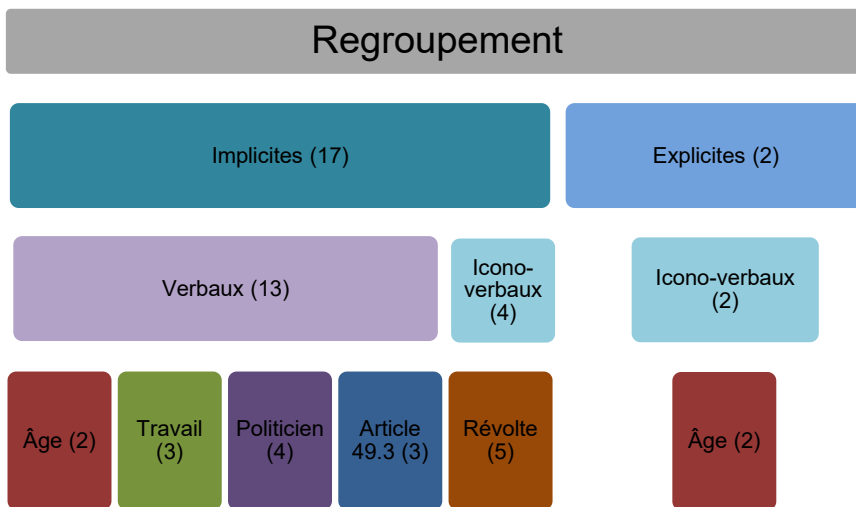 Regroupement
Implicites (17)
Explicites (2)
Verbaux (13)
Icono-
verbaux
(4)
Icono-verbaux
(2)
Âge (2)
Travail
(3)
Politicien
(4)
Article
49.3 (3)
Révolte
(5)
Âge (2)